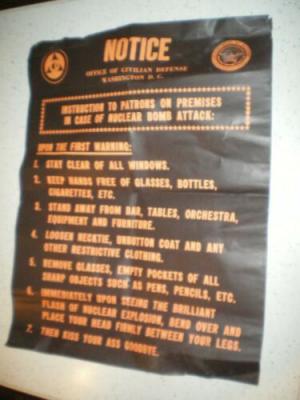 NOTICE
OFFICE OF CIVILIAN DEFENSE
WASHINGTON D. C.
INSTRUCTION TO PATRONS ON PREMISES
IN CASE OF NUCLEAR BOMB ATTACK:
UPON THE FIRST WARNING:
1. STAY CLEAR OF ALL WINDOWS.
2. KEEP HANDS FREE OF GLASSES, BOTTLES,
CIGARETTES, ETC.
3. STAND AWAY FROM BAR, TABLES, ORCHESTRA,
EQUIPMENT AND FURNITURE.
4. LOOSEN NECKTIE, UNBUTTON COAT AND ANY
OTHER RESTRICTIVE CLOTHING.
5. REMOVE GLASSES, EMPTY POCKETS OF ALL
SHARP OBJECTS SUCH AS PENS, PENCILS, ETC.
6. IMMEDIATELY UPON SEEING THE BRILLIANT
FLASH OF NUCLEAR EXPLOSION, BEND OVER AND
PLACE YOUR HEAD FIRMLY BETWEEN YOUR LEGS.
7. THEN KISS YOUR ASS GOODBYE.